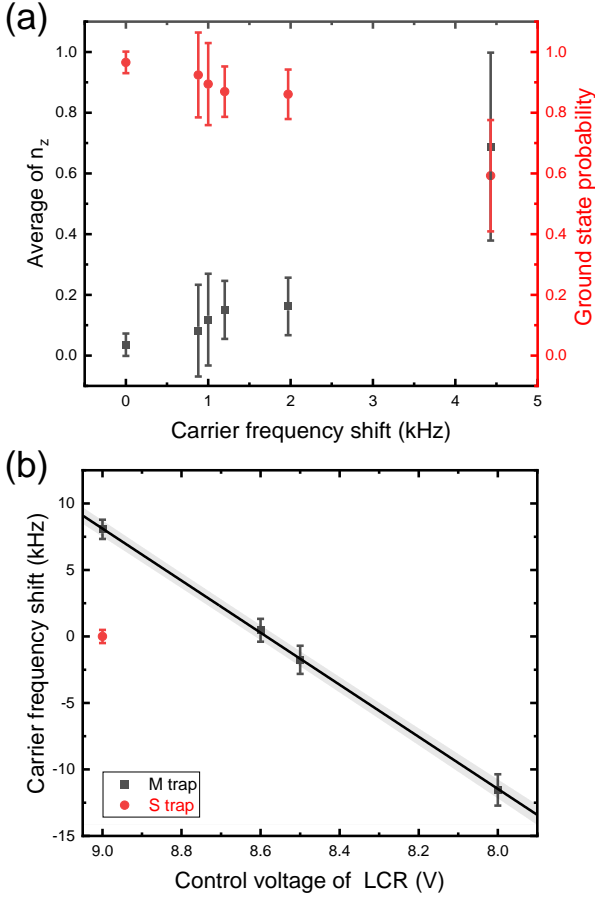 (a)
1.0
0.8
0.6
0.4
0.2
0.0
Average of n_z
1.0
0.8
0.6
0.4
0.2
0.0
Ground state probability
0 1 2 3 4 5
Carrier frequency shift (kHz)
(b)
10
5
0
-5
-10
-15
Carrier frequency shift (kHz)
M trap
S trap
9.0 8.8 8.6 8.4 8.2 8.0
Control voltage of LCR (V)